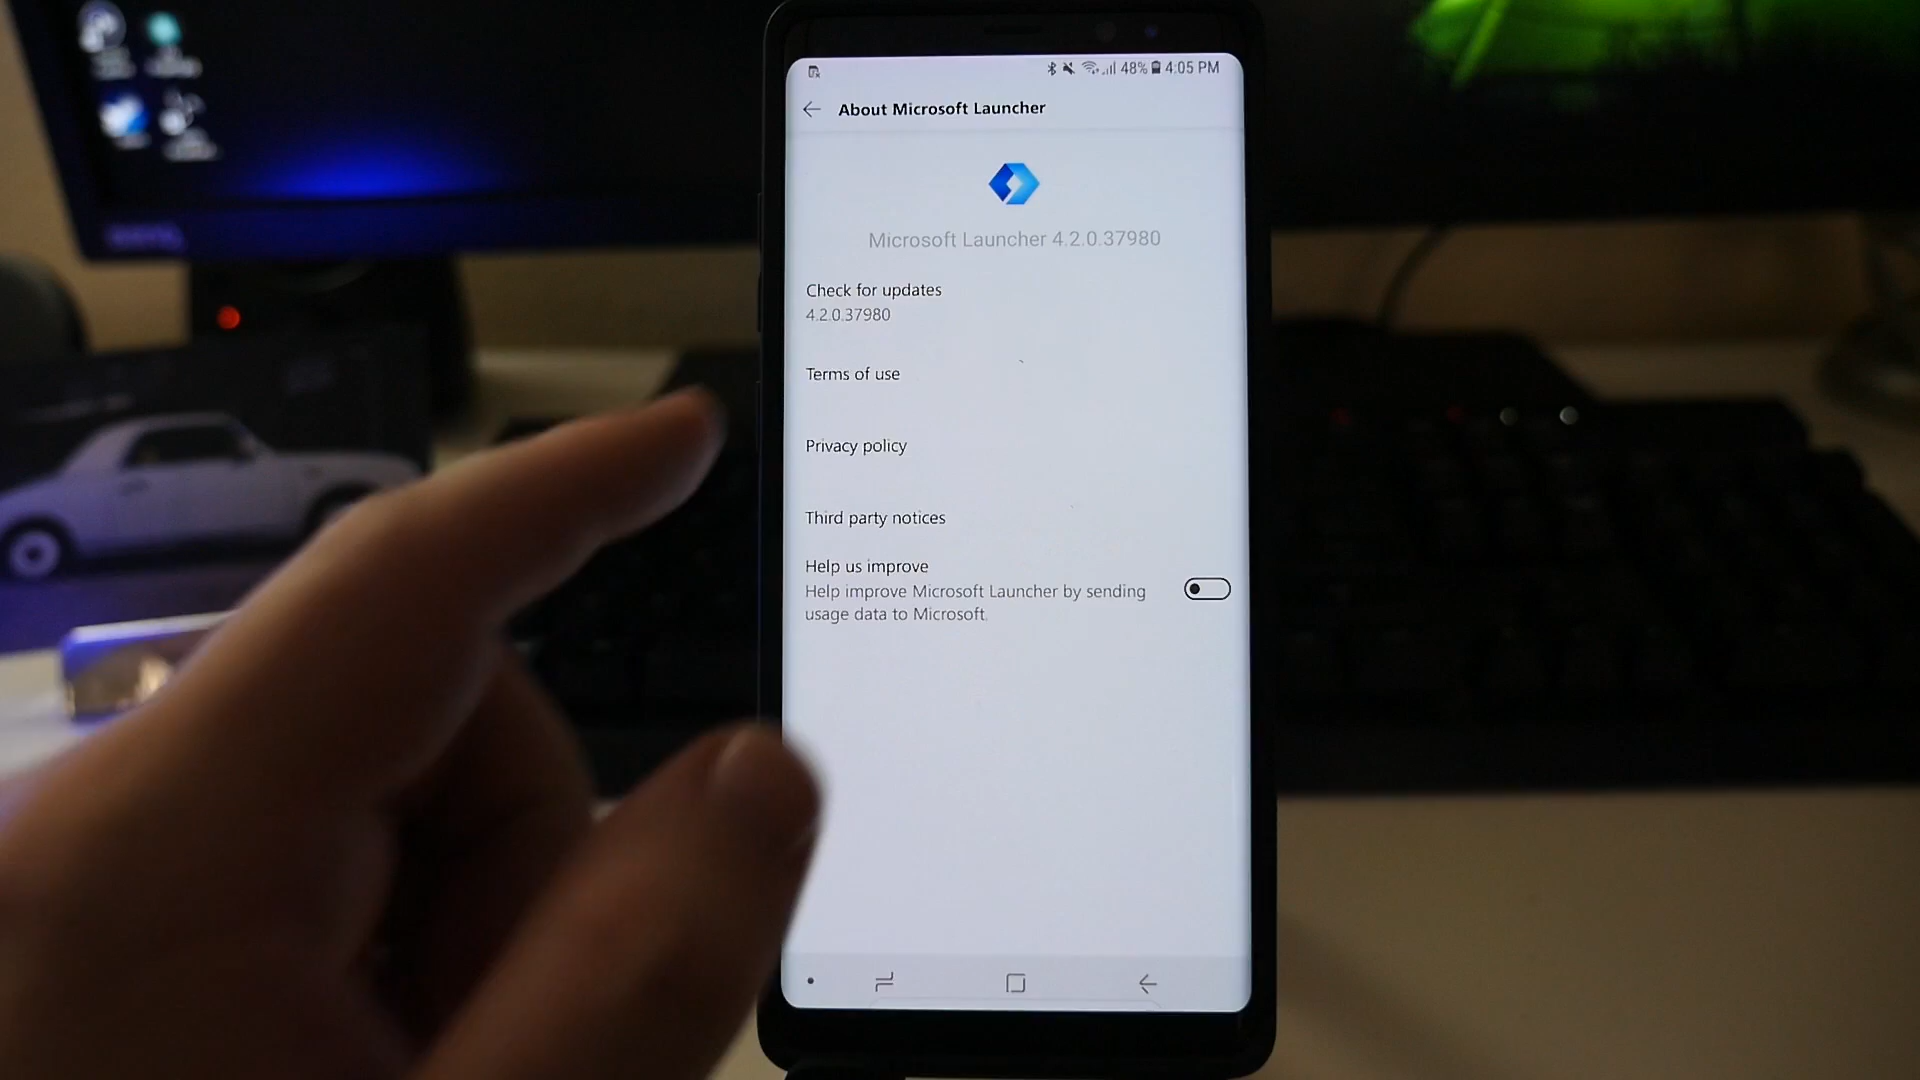 48% 4:05 PM
About Microsoft Launcher
Microsoft Launcher 4.2.0.37980
Check for updates
4.2.0.37980
Terms of use
Privacy policy
Third party notices
Help us improve
Help improve Microsoft Launcher by sending
usage data to Microsoft.